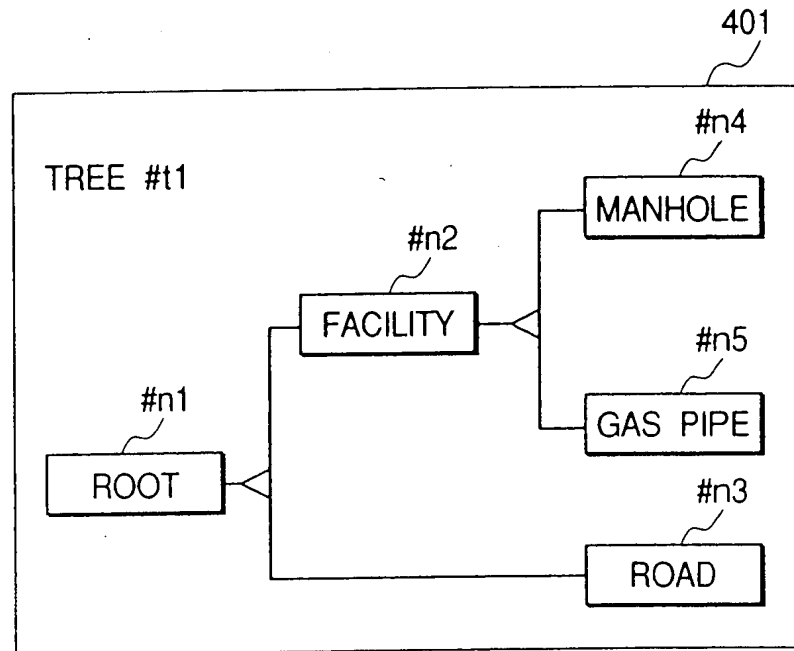 401
TREE #t1
#n4
MANHOLE
#n2
FACILITY
#n5
GAS PIPE
#n1
ROOT
#n3
ROAD